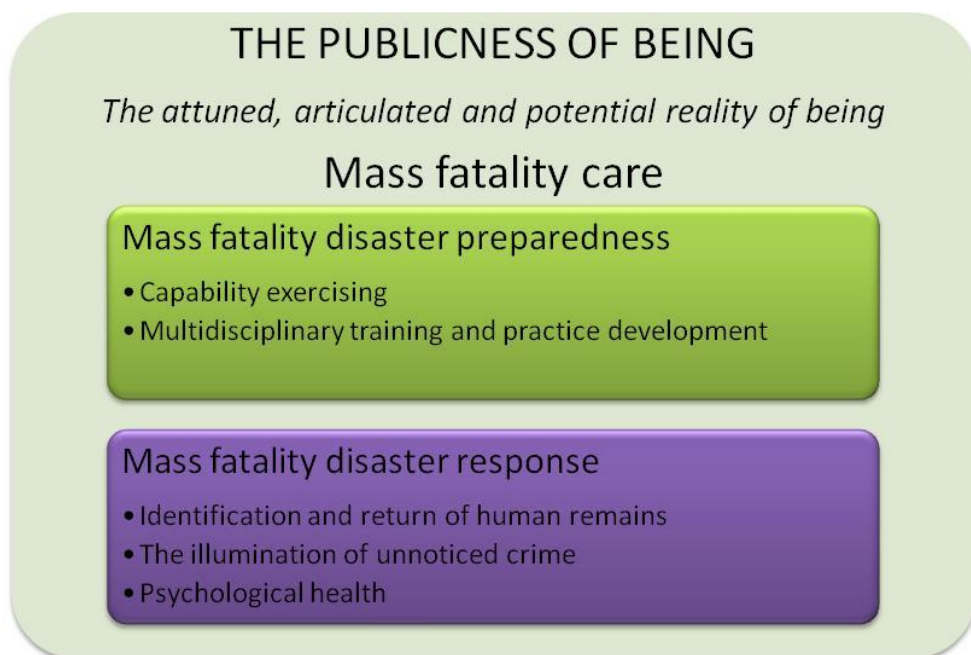 THE PUBLICNESS OF BEING
The attuned, articulated and potential reality of being
Mass fatality care
Mass fatality disaster preparedness
• Capability exercising
• Multidisciplinary training and practice development
Mass fatality disaster response
• Identification and return of human remains
• The illumination of unnoticed crime
• Psychological health